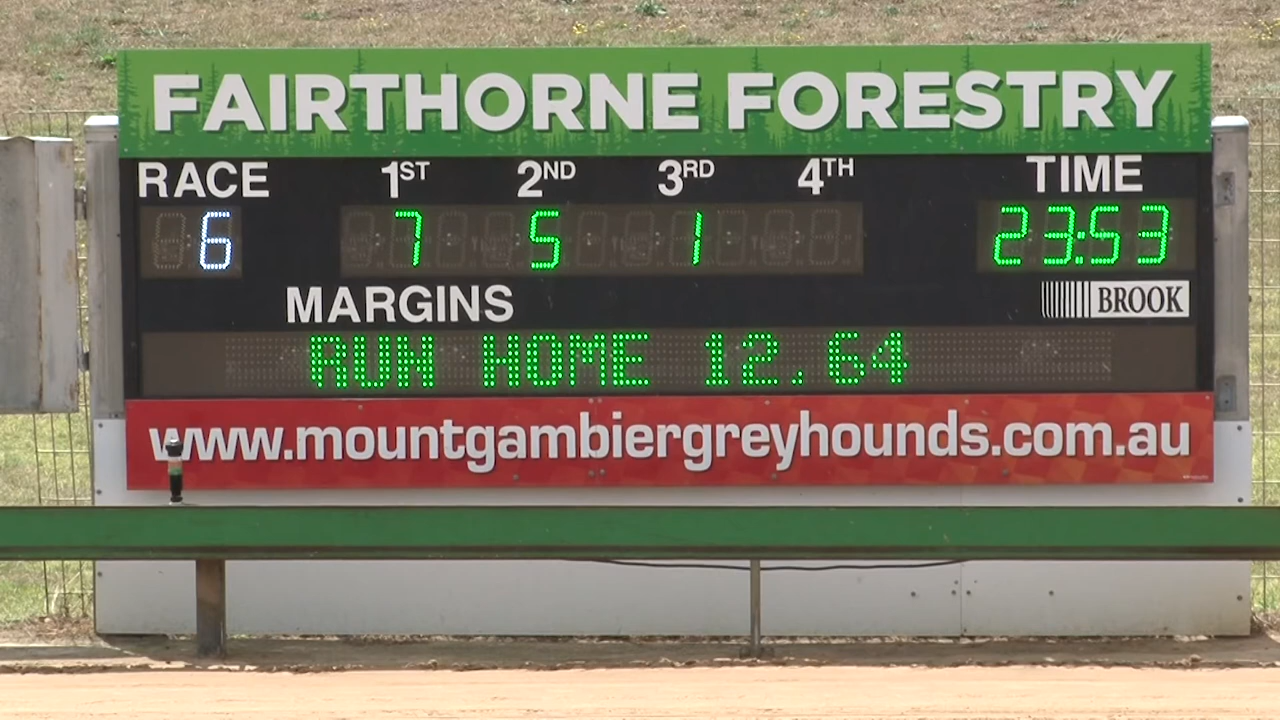 FAIRTHORNE FORESTRY
RACE 1ST 2ND 3RD 4TH TIME
6 7 5 1 23:53
MARGINS
BROOK
RUN HOME 12.64
www.mountgambiergreyhounds.com.au